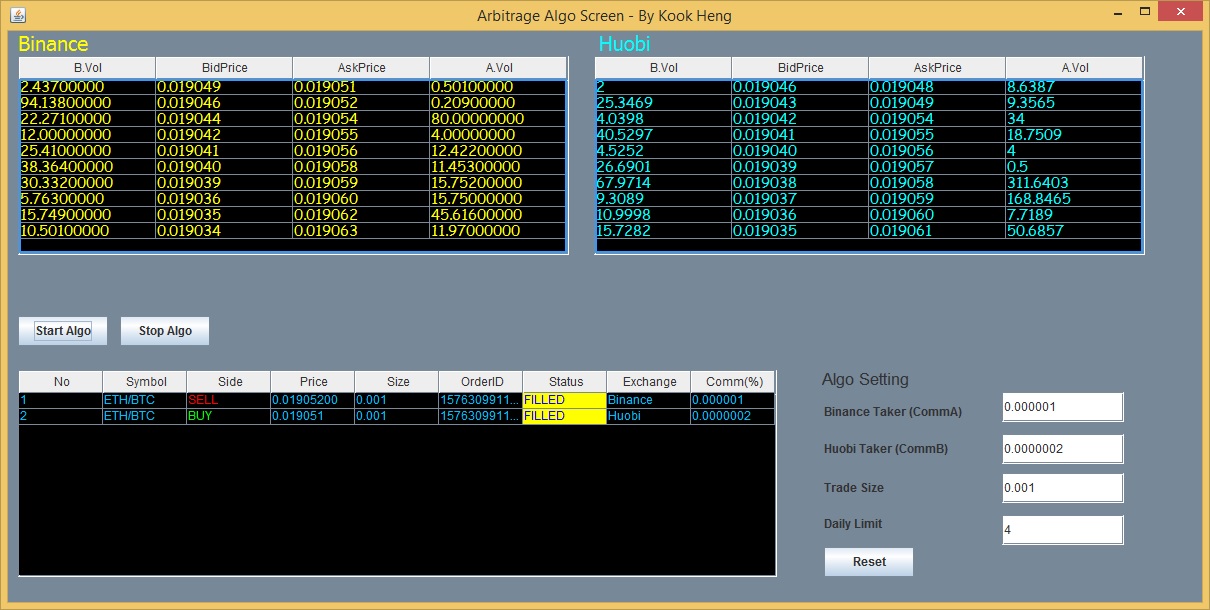 Arbitrage Algo Screen - By Kook Heng
Binance
B.Vol BidPrice AskPrice A.Vol
2.43700000 0.019049 0.019051 0.50100000
94.13800000 0.019046 0.019052 0.20900000
22.27100000 0.019044 0.019054 80.00000000
12.00000000 0.019042 0.019055 4.00000000
25.41000000 0.019041 0.019056 12.42200000
38.36400000 0.019040 0.019058 11.45300000
30.33200000 0.019039 0.019059 15.75200000
5.76300000 0.019036 0.019060 15.75000000
15.74900000 0.019035 0.019062 45.61600000
10.50100000 0.019034 0.019063 11.97000000
Huobi
B.Vol BidPrice AskPrice A.Vol
2 0.019046 0.019048 8.6387
25.3469 0.019043 0.019049 9.3565
4.0398 0.019042 0.019054 34
40.5297 0.019041 0.019055 18.7509
4.5252 0.019040 0.019056 4
26.6901 0.019039 0.019057 0.5
67.9714 0.019038 0.019058 311.6403
9.3089 0.019037 0.019059 168.8465
10.9998 0.019036 0.019060 7.7189
15.7282 0.019035 0.019061 50.6857
Start Algo Stop Algo
No Symbol Side Price Size OrderID Status Exchange Comm(%)
1 ETH/BTC SELL 0.01905200 0.001 1576309911... FILLED Binance 0.000001
2 ETH/BTC BUY 0.019051 0.001 1576309911... FILLED Huobi 0.0000002
Algo Setting
Binance Taker (CommA) 0.000001
Huobi Taker (CommB) 0.0000002
Trade Size 0.001
Daily Limit 4
Reset